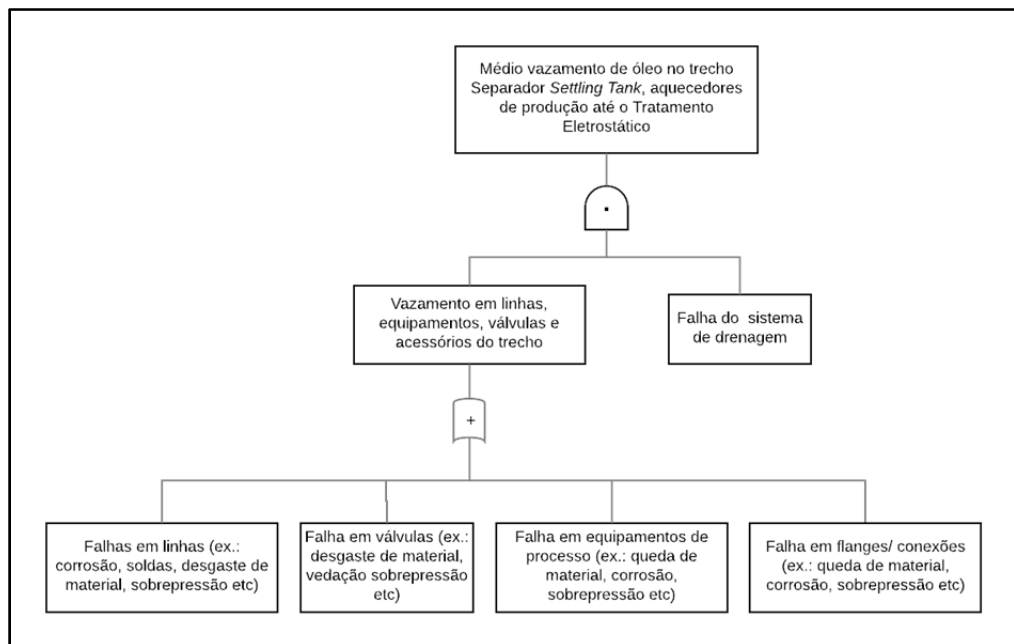 Médio vazamento de óleo no trecho
Separador Settling Tank, aquecedores
de produção até o Tratamento
Eletrostático
.
Vazamento em linhas,
equipamentos, válvulas e
acessórios do trecho
Falha do sistema
de drenagem
+
Falhas em linhas (ex.:
corrosão, soldas, desgaste de
material, sobrepressão etc)
Falha em válvulas (ex.:
desgaste de material,
vedação sobrepressão
etc)
Falha em equipamentos de
processo (ex.: queda de
material, corrosão,
sobrepressão etc)
Falha em flanges/ conexões
(ex.: queda de material,
corrosão, sobrepressão etc)